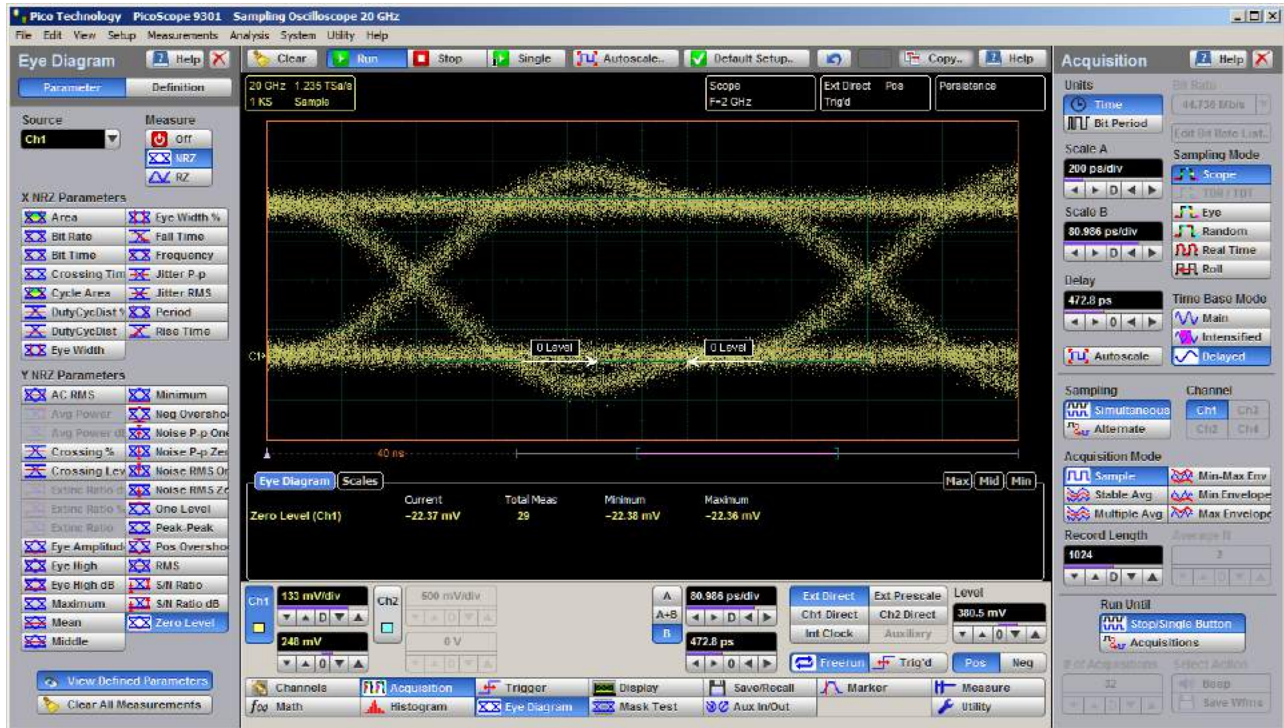 Pico Technology PicoScope 9301 Sampling Oscilloscope 20 GHz
File Edit View Setup Measurements Analysis System Utility Help
Eye Diagram Help
Parameter Definition
Source Measure
Ch1 Off
NRZ
RZ
X NRZ Parameters
Area Eye Width %
Bit Rate Fall Time
Bit Time Frequency
Crossing Tim Jitter P-p
Cycle Area Jitter RMS
DutyCycDist % Period
DutyCycDist Rise Time
Eye Width
Y NRZ Parameters
AC RMS Minimum
Avg Power Neg Oversho
Avg Power dB Noise P-p One
Crossing % Noise P-p Zer
Crossing Lev Noise RMS On
Extinc Ratio d Noise RMS Ze
Extinc Ratio % One Level
Extinc Ratio Peak-Peak
Eye Amplitud Pos Oversho
Eye High RMS
Eye High dB S/N Ratio
Maximum S/N Ratio dB
Mean Zero Level
Middle
View Defined Parameters
Clear All Measurements
Clear Run Stop Single Autoscale.. Default Setup.. Copy.. Help
20 GHz 1.235 TSa/s
1 KS Sample
Scope
F=2 GHz
Ext Direct Pos
Trig'd
Persistence
0 Level 0 Level
C1
40 ns
Eye Diagram Scales Max Mid Min
Current Total Meas Minimum Maximum
Zero Level (Ch1) -22.37 mV 29 -22.38 mV -22.36 mV
Ch1 133 mV/div Ch2 500 mV/div
248 mV 0 V
A 80.986 ps/div
A+B
B 472.8 ps
Ext Direct Ext Prescale Level
Ch1 Direct Ch2 Direct 380.5 mV
Int Clock Auxiliary
Freerun Trig'd Pos Neg
Channels Acquisition Trigger Display Save/Recall Marker Measure
Math Histogram Eye Diagram Mask Test Aux In/Out Utility
Acquisition Help
Units Bit Rate
Time 44.736 Mb/s
Bit Period Edit Bit Rate List..
Scale A Sampling Mode
200 ps/div Scope
TDR / TDT
Scale B Eye
80.986 ps/div Random
Real Time
Roll
Delay
472.8 ps Time Base Mode
Main
Intensified
Autoscale Delayed
Sampling Channel
Simultaneous Ch1 Ch3
Alternate Ch2 Ch4
Acquisition Mode
Sample Min-Max Env
Stable Avg Min Envelope
Multiple Avg Max Envelope
Record Length Average N
1024
Run Until
Stop/Single Button
Acquisitions
# of Acquisitions Select Action
32 Beep
Save Wfms